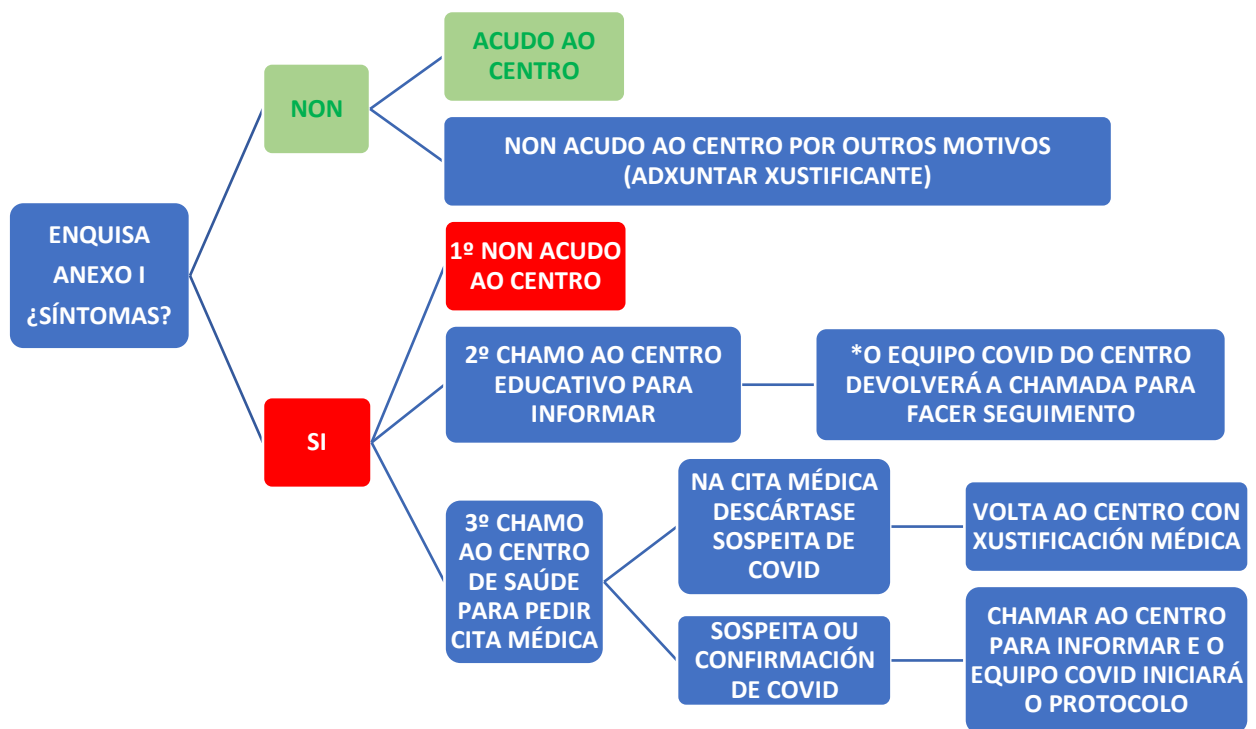 ENQUISA
ANEXO I
¿SÍNTOMAS?
NON
ACUDO AO
CENTRO
NON ACUDO AO CENTRO POR OUTROS MOTIVOS
(ADXUNTAR XUSTIFICANTE)
SI
1º NON ACUDO
AO CENTRO
2º CHAMO AO CENTRO
EDUCATIVO PARA
INFORMAR
*O EQUIPO COVID DO CENTRO
DEVOLVERÁ A CHAMADA PARA
FACER SEGUIMENTO
3º CHAMO
AO CENTRO
DE SAÚDE
PARA PEDIR
CITA MÉDICA
NA CITA MÉDICA
DESCÁRTASE
SOSPEITA DE
COVID
VOLTA AO CENTRO CON
XUSTIFICACIÓN MÉDICA
SOSPEITA OU
CONFIRMACIÓN
DE COVID
CHAMAR AO CENTRO
PARA INFORMAR E O
EQUIPO COVID INICIARÁ
O PROTOCOLO